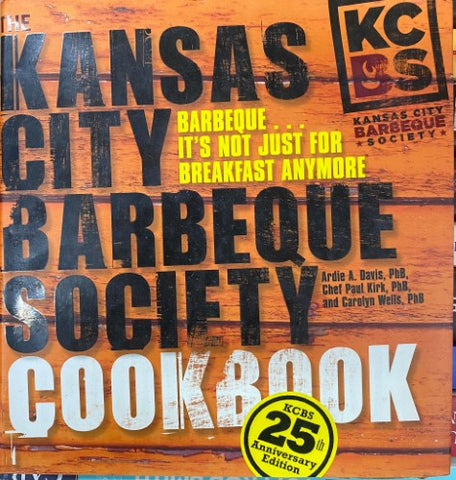 THE
KANSAS
CITY
BARBEQUE
SOCIETY
COOKBOOK
BARBEQUE . . .
IT'S NOT JUST FOR
BREAKFAST ANYMORE
KC
BS
KANSAS CITY
BARBEQUE
SOCIETY
Ardie A. Davis, PhB,
Chef Paul Kirk, PhB,
and Carolyn Wells, PhB
KCBS
25th
Anniversary
Edition